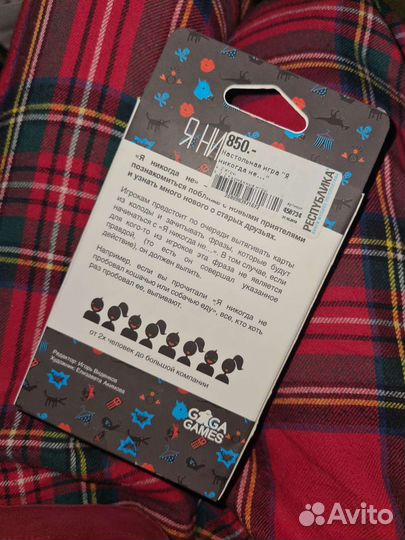 Я НИ
850.-
Настольная игра "Я
никогда не..."
Артикул
450734
РЕСПУБЛИКА
«Я никогда не» –
познакомиться побл новыми приятелями
и узнать много нового о старых друзьях.
Игрокам предстоит по очереди вытягивать карты
из колоды и зачитывать фразы, которые будут
начинаться с «Я никогда не...». В том случае, если
для кого-то из игроков эта фраза не является
правдой, (то есть он совершал указанное
действие), он должен выпить.
Например, если вы прочитали «Я никогда не
пробовал кошачью или собачью еду», все, кто хоть
раз пробовал ее, выпивают.
от 2х человек до большой компании
Редактор Игорь
Художник: Елизавета
GAGA
GAMES
Avito